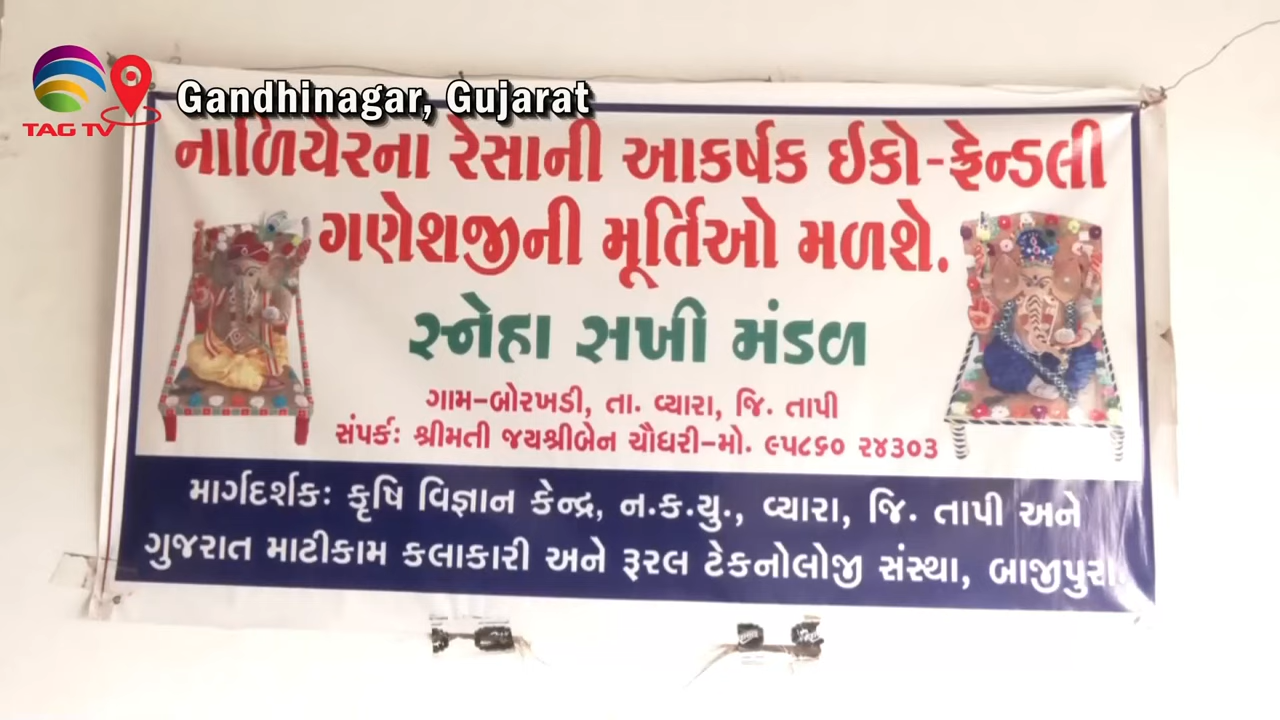 TAG TV
Gandhinagar, Gujarat
નાળિયેરના રેસાની આકર્ષક ઈકો-ફ્રેન્ડલી
ગણેશજીની મૂર્તિઓ મળશે.
સ્નેહા સખી મંડળ
ગામ-બોરખડી, તા. વ્યારા, જિ. તાપી
સંપર્ક: શ્રીમતી જયશ્રીબેન ચૌધરી-મો. ૯૫૮૬૦ ૨૪૩૦૩
માર્ગદર્શક: કૃષિ વિજ્ઞાન કેન્દ્ર, ન.ક.યુ., વ્યારા, જિ. તાપી અને
ગુજરાત માટીકામ કલાકારી અને રૂરલ ટેકનોલોજી સંસ્થા, બાજીપુરા.